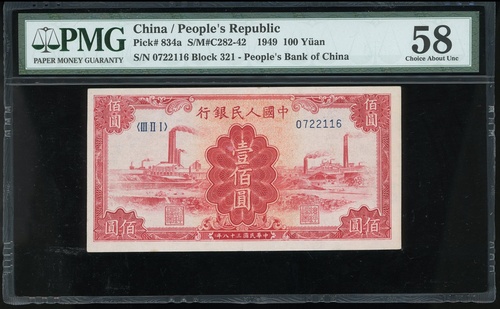 PMG
PAPER MONEY GUARANTY
China / People's Republic
Pick# 834a S/M#C282-42 1949 100 Yüan
S/N 0722116 Block 321 - People's Bank of China
58
Choice About Unc
佰圓
行銀民人國中
佰圓
〈ⅢⅡⅠ〉
0722116
壹佰圓
圓佰
年八十三國民華中
佰圓